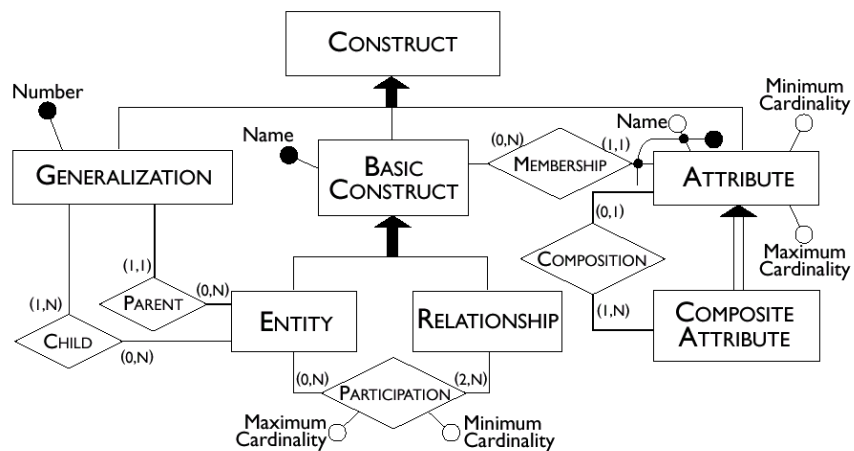 CONSTRUCT
Number
Minimum
Cardinality
Name
Name
(0,N)
(1,1)
GENERALIZATION
BASIC
CONSTRUCT
MEMBERSHIP
ATTRIBUTE
(0,1)
Maximum
Cardinality
(1,1)
COMPOSITION
(1,N)
PARENT
(0,N)
ENTITY
RELATIONSHIP
(1,N)
COMPOSITE
ATTRIBUTE
CHILD
(0,N)
(0,N)
PARTICIPATION
(2,N)
Maximum
Cardinality
Minimum
Cardinality